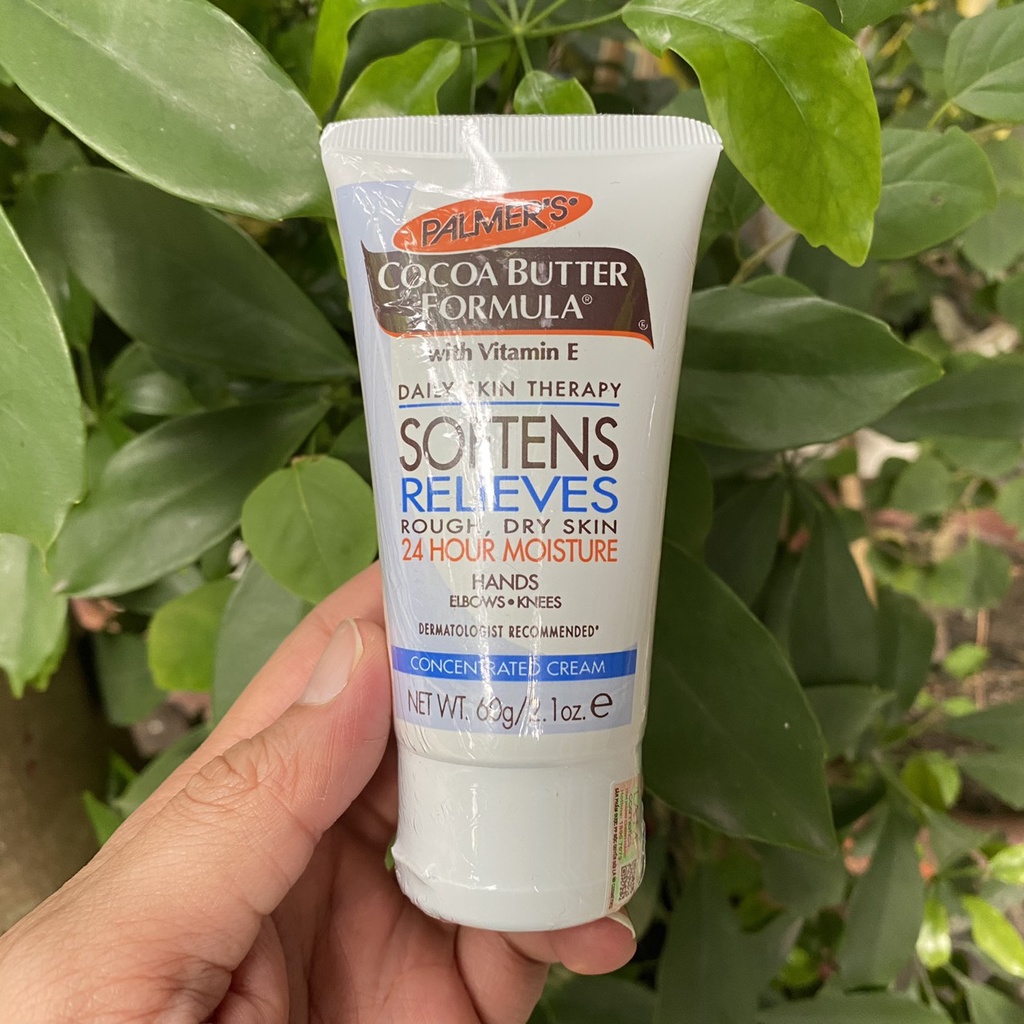 PALMER'S®
COCOA BUTTER
FORMULA®
with Vitamin E
DAILY SKIN THERAPY
SOFTENS
RELIEVES
ROUGH, DRY SKIN
24 HOUR MOISTURE
HANDS
ELBOWS • KNEES
DERMATOLOGIST RECOMMENDED*
CONCENTRATED CREAM
NET WT. 60g/2.1oz. e